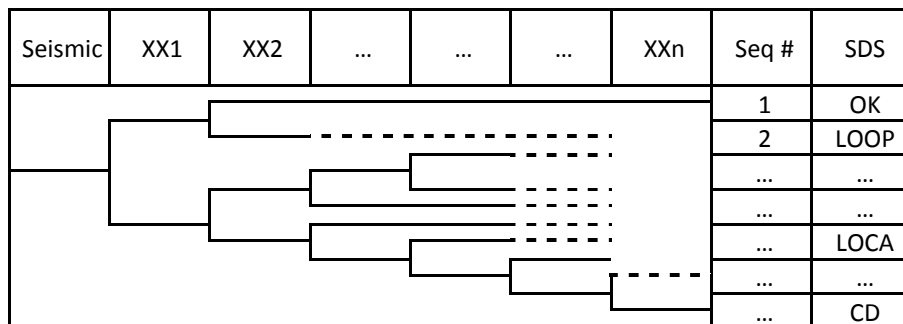 Seismic XX1 XX2 ... ... ... XXn Seq # SDS
1 OK
2 LOOP
... ...
... ...
... LOCA
... ...
... CD